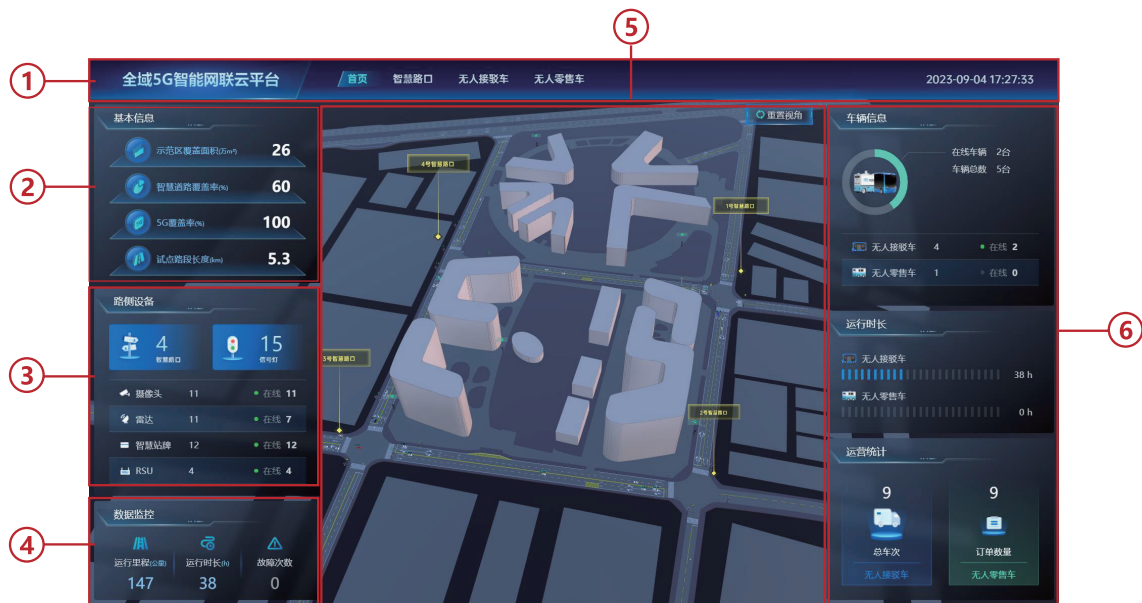 ⑤
①
全域5G智能网联云平台 首页 智慧路口 无人接驳车 无人零售车 2023-09-04 17:27:33
②
基本信息
示范区覆盖面积(万m²) 26
智慧道路覆盖率(%) 60
5G覆盖率(%) 100
试点路段长度(km) 5.3
③
路侧设备
4 智慧路口
15 信号灯
摄像头 11 在线 11
雷达 11 在线 7
智慧站牌 12 在线 12
RSU 4 在线 4
④
数据监控
运行里程(公里) 运行时长(h) 故障次数
147 38 0
重置视角
4号智慧路口
1号智慧路口
3号智慧路口
2号智慧路口
⑥
车辆信息
在线车辆 2台
车辆总数 5台
无人接驳车 4 在线 2
无人零售车 1 在线 0
运行时长
无人接驳车
38 h
无人零售车
0 h
运营统计
9 9
总车次 订单数量
无人接驳车 无人零售车